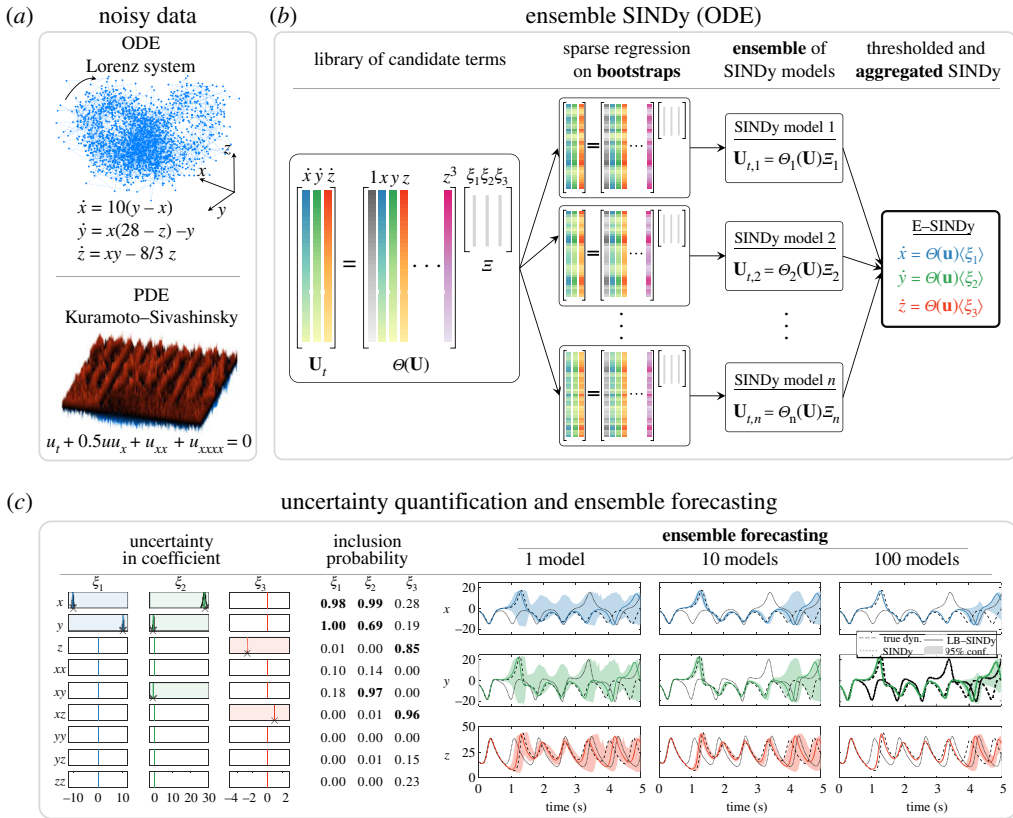 (a) noisy data
ODE
Lorenz system
z
x
y
ẋ = 10(y – x)
ẏ = x(28 – z) –y
ż = xy – 8/3 z
PDE
Kuramoto–Sivashinsky
u_t + 0.5uu_x + u_xx + u_xxxx = 0
(b) ensemble SINDy (ODE)
library of candidate terms
sparse regression
on bootstraps
ensemble of
SINDy models
thresholded and
aggregated SINDy
ẋ ẏ ż
=
1 x y z
· · ·
z³
ξ₁ξ₂ξ₃
Ξ
U_t
Θ(U)
= ···
= ···
⋮
= ···
SINDy model 1
U_t,1 = Θ₁(U)Ξ₁
SINDy model 2
U_t,2 = Θ₂(U)Ξ₂
⋮
SINDy model n
U_t,n = Θ_n(U)Ξ_n
E–SINDy
ẋ = Θ(u)⟨ξ₁⟩
ẏ = Θ(u)⟨ξ₂⟩
ż = Θ(u)⟨ξ₃⟩
(c) uncertainty quantification and ensemble forecasting
uncertainty
in coefficient
inclusion
probability
ξ₁ ξ₂ ξ₃ ξ₁ ξ₂ ξ₃
x 0.98 0.99 0.28
y 1.00 0.69 0.19
z 0.01 0.00 0.85
xx 0.10 0.14 0.00
xy 0.18 0.97 0.00
xz 0.00 0.01 0.96
yy 0.00 0.00 0.00
yz 0.00 0.01 0.15
zz 0.00 0.00 0.23
–10 0 10 0 10 20 30 –4 –2 0 2
ensemble forecasting
1 model 10 models 100 models
x 20 0 –20
true dyn. LB–SINDy
SINDy 95% conf.
y 20 0 –20
z 50 25 0
0 1 2 3 4 5 0 1 2 3 4 5 0 1 2 3 4 5
time (s) time (s) time (s)